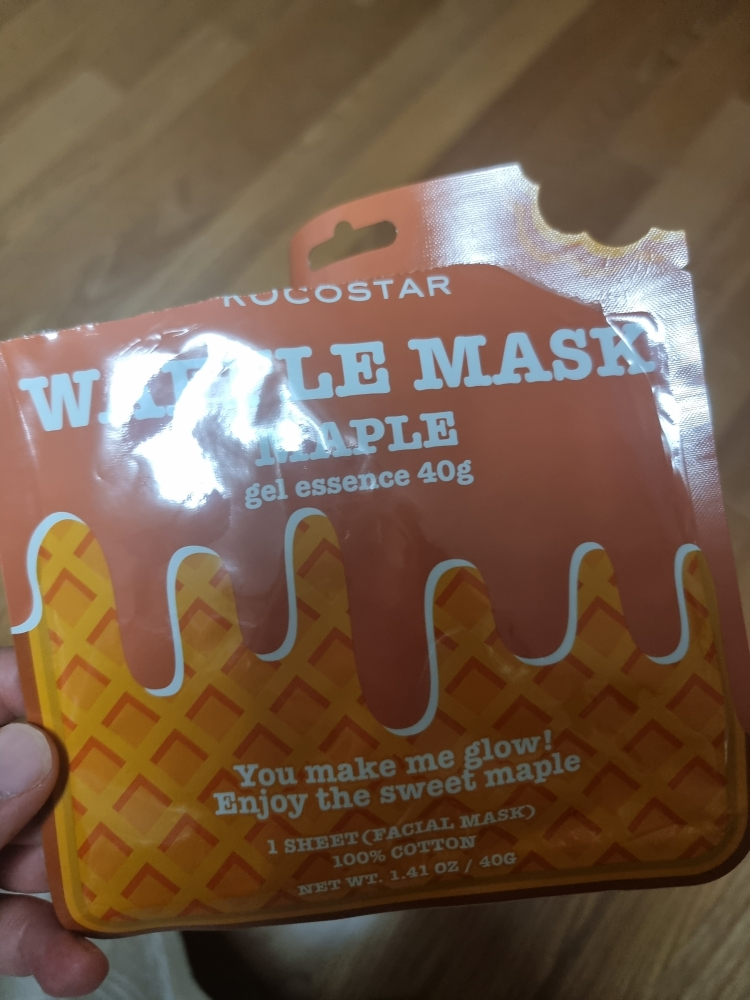 KOCOSTAR
WAFFLE MASK
MAPLE
gel essence 40g
You make me glow!
Enjoy the sweet maple
1 SHEET(FACIAL MASK)
100% COTTON
NET WT. 1.41 OZ / 40G